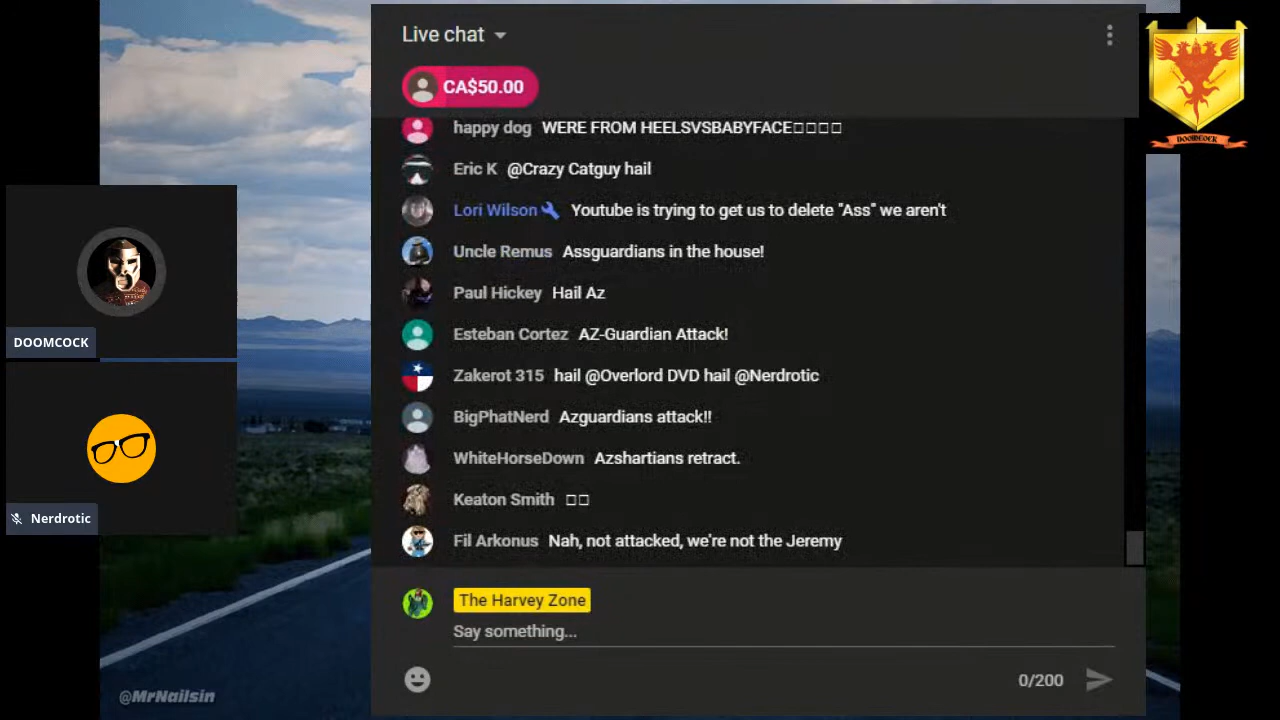 Live chat
CA$50.00
happy dog WERE FROM HEELSVSBABYFACE□□□□
Eric K @Crazy Catguy hail
Lori Wilson Youtube is trying to get us to delete "Ass" we aren't
Uncle Remus Assguardians in the house!
Paul Hickey Hail Az
Esteban Cortez AZ-Guardian Attack!
Zakerot 315 hail @Overlord DVD hail @Nerdrotic
BigPhatNerd Azguardians attack!!
WhiteHorseDown Azshartians retract.
Keaton Smith □□
Fil Arkonus Nah, not attacked, we're not the Jeremy
The Harvey Zone
Say something...
0/200
DOOMCOCK
Nerdrotic
DOOMCOCK
@MrNailsin